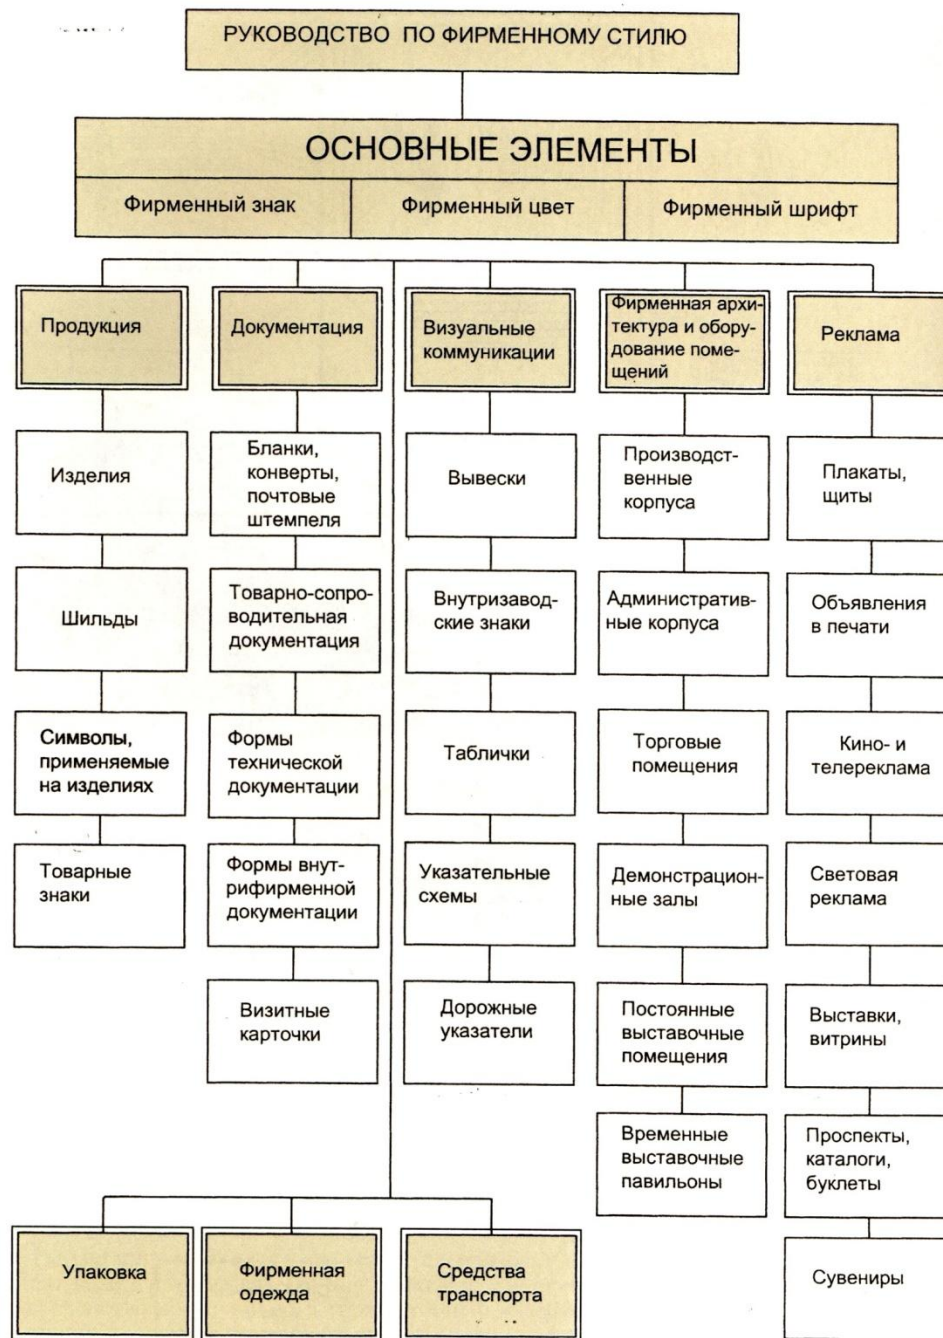 РУКОВОДСТВО ПО ФИРМЕННОМУ СТИЛЮ
ОСНОВНЫЕ ЭЛЕМЕНТЫ
Фирменный знак
Фирменный цвет
Фирменный шрифт
Продукция
Изделия
Шильды
Символы,
применяемые
на изделиях
Товарные
знаки
Документация
Бланки,
конверты,
почтовые
штемпеля
Товарно-сопро-
водительная
документация
Формы
технической
документации
Формы внут-
рифирменной
документации
Визитные
карточки
Визуальные
коммуникации
Вывески
Внутризавод-
ские знаки
Таблички
Указательные
схемы
Дорожные
указатели
Фирменная архи-
тектура и обору-
дование поме-
щений
Производст-
венные
корпуса
Административ-
ные корпуса
Торговые
помещения
Демонстрацион-
ные залы
Постоянные
выставочные
помещения
Временные
выставочные
павильоны
Реклама
Плакаты,
щиты
Объявления
в печати
Кино- и
телереклама
Световая
реклама
Выставки,
витрины
Проспекты,
каталоги,
буклеты
Сувениры
Упаковка
Фирменная
одежда
Средства
транспорта